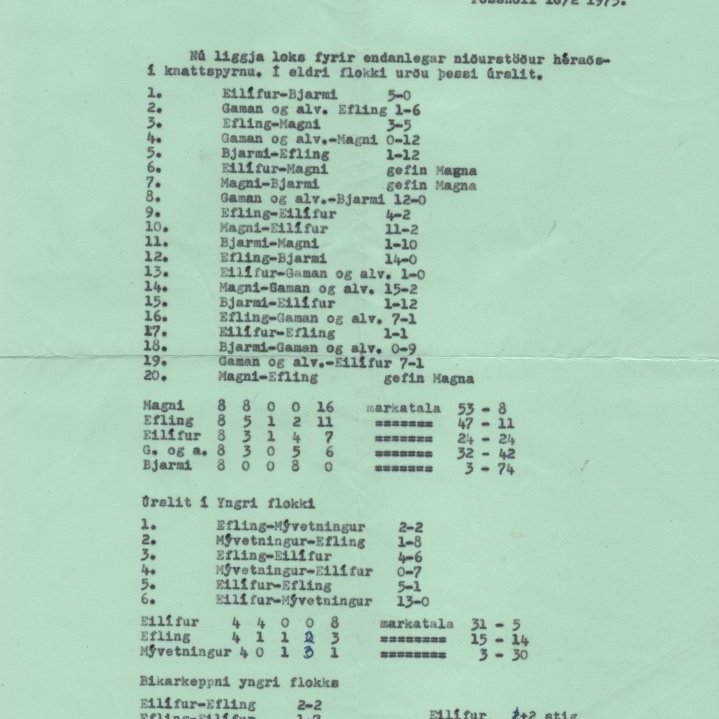 Fosshóll 10/2 1975.
Nú liggja loks fyrir endanlegar niðurstöður héraðs-
í knattspyrnu. Í eldri flokki urðu þessi úrslit.
1. Eilífur-Bjarmi 5-0
2. Gaman og alv. Efling 1-6
3. Efling-Magni 3-5
4. Gaman og alv.-Magni 0-12
5. Bjarmi-Efling 1-12
6. Eilífur-Magni gefin Magna
7. Magni-Bjarmi gefin Magna
8. Gaman og alv.-Bjarmi 12-0
9. Efling-Eilífur 4-2
10. Magni-Eilífur 11-2
11. Bjarmi-Magni 1-10
12. Efling-Bjarmi 14-0
13. Eilífur-Gaman og alv. 1-0
14. Magni-Gaman og alv. 15-2
15. Bjarmi-Eilífur 1-12
16. Efling-Gaman og alv. 7-1
17. Eilífur-Efling 1-1
18. Bjarmi-Gaman og alv. 0-9
19. Gaman og alv.-Eilífur 7-1
20. Magni-Efling gefin Magna
Magni 8 8 0 0 16 markatala 53 - 8
Efling 8 5 1 2 11 ======== 47 - 11
Eilífur 8 3 1 4 7 ======== 24 - 24
G. og a. 8 3 0 5 6 ======== 32 - 42
Bjarmi 8 0 0 8 0 ======== 3 - 74
Úrslit í Yngri flokki
1. Efling-Mývetningur 2-2
2. Mývetningur-Efling 1-8
3. Efling-Eilífur 4-6
4. Mývetningur-Eilífur 0-7
5. Eilífur-Efling 5-1
6. Eilífur-Mývetningur 13-0
Eilífur 4 4 0 0 8 markatala 31 - 5
Efling 4 1 1 2 3 ========= 15 - 14
Mývetningur 4 0 1 3 1 ========= 3 - 30
Bikarkeppni yngri flokks
Eilífur-Efling 2-2
Efling-Eilífur Eilífur +2 stig